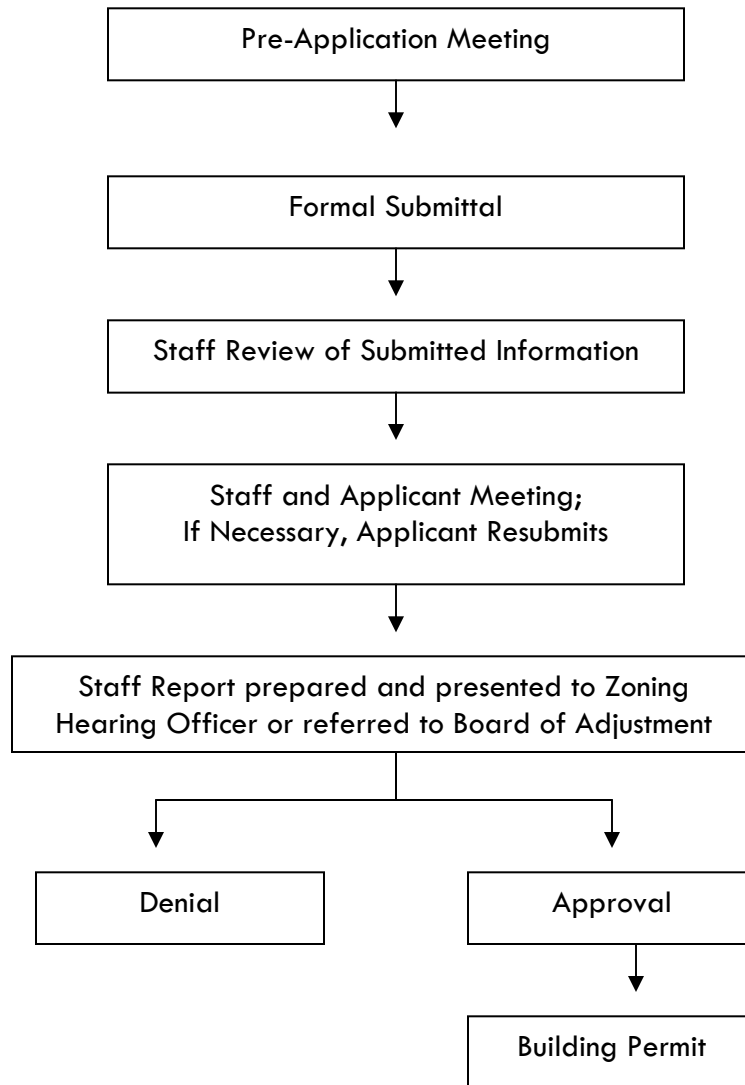 Pre-Application Meeting
Formal Submittal
Staff Review of Submitted Information
Staff and Applicant Meeting;
If Necessary, Applicant Resubmits
Staff Report prepared and presented to Zoning
Hearing Officer or referred to Board of Adjustment
Denial
Approval
Building Permit